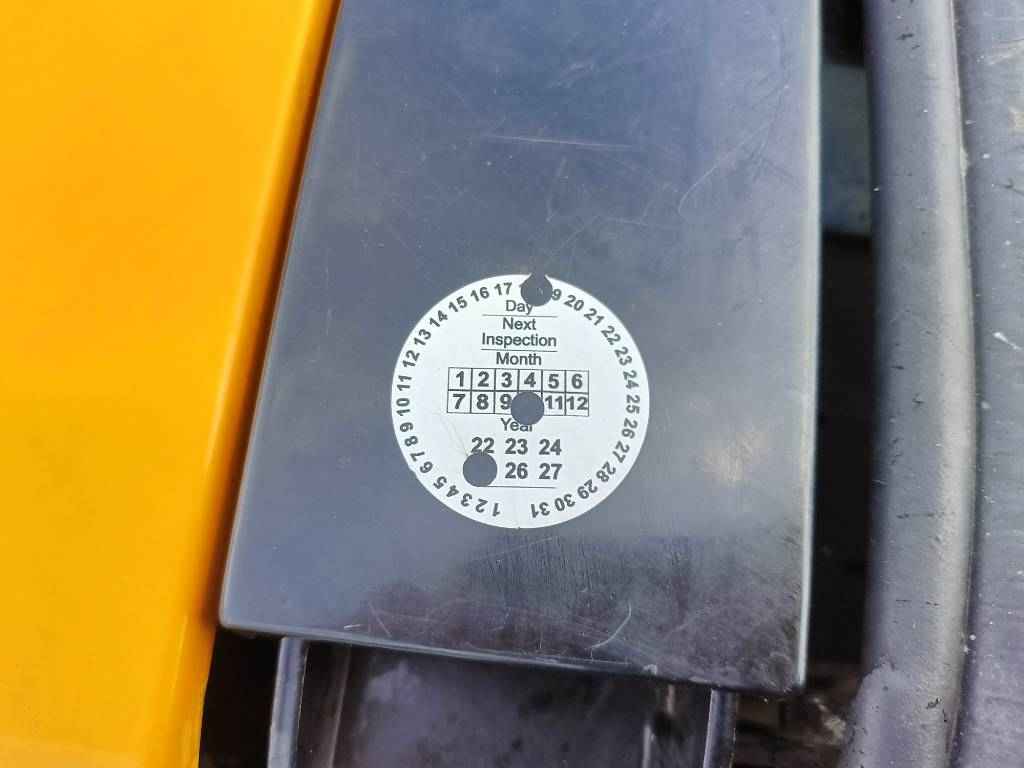 1 2 3 4 5 6 7 8 9 10 11 12 13 14 15 16 17 20 21 22 23 24 25 26 27 28 29 30 31
Day
Next
Inspection
Month
1 2 3 4 5 6
7 8 9 11 12
Year
22 23 24
26 27